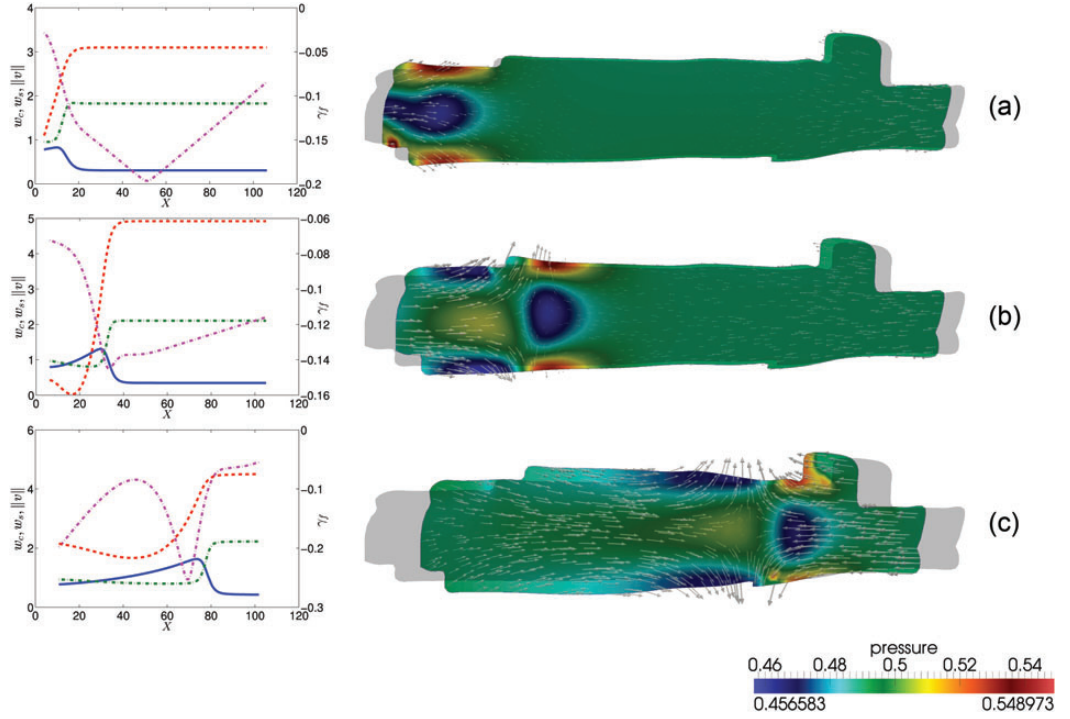 4
3
2
1
0
0
−0.05
−0.1
−0.15
−0.2
0 20 40 60 80 100 120
X
w_c, w_s, ||v||
γ_f
(a)
5
4
3
2
1
0
−0.06
−0.08
−0.1
−0.12
−0.14
−0.16
0 20 40 60 80 100 120
X
w_c, w_s, ||v||
γ_f
(b)
6
4
2
0
0
−0.1
−0.2
−0.3
0 20 40 60 80 100 120
X
w_c, w_s, ||v||
γ_f
(c)
pressure
0.46 0.48 0.5 0.52 0.54
0.456583 0.548973